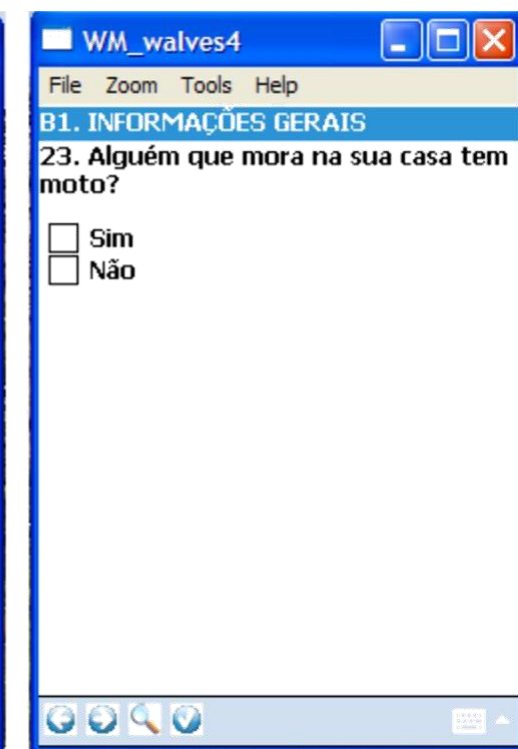 WM_walves4
File Zoom Tools Help
B1. INFORMAÇÕES GERAIS
23. Alguém que mora na sua casa tem
moto?
Sim
Não